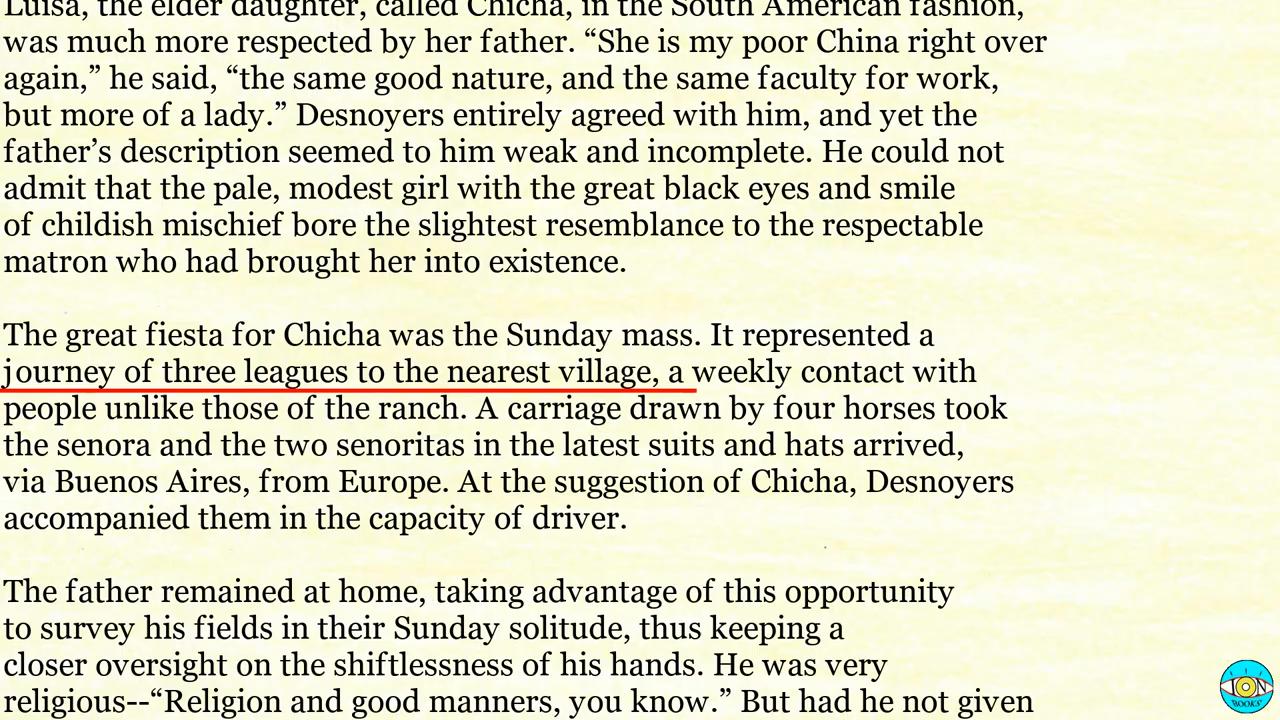 Luisa, the elder daughter, called Chicha, in the South American fashion,
was much more respected by her father. “She is my poor China right over
again,” he said, “the same good nature, and the same faculty for work,
but more of a lady.” Desnoyers entirely agreed with him, and yet the
father’s description seemed to him weak and incomplete. He could not
admit that the pale, modest girl with the great black eyes and smile
of childish mischief bore the slightest resemblance to the respectable
matron who had brought her into existence.
The great fiesta for Chicha was the Sunday mass. It represented a
journey of three leagues to the nearest village, a weekly contact with
people unlike those of the ranch. A carriage drawn by four horses took
the senora and the two senoritas in the latest suits and hats arrived,
via Buenos Aires, from Europe. At the suggestion of Chicha, Desnoyers
accompanied them in the capacity of driver.
The father remained at home, taking advantage of this opportunity
to survey his fields in their Sunday solitude, thus keeping a
closer oversight on the shiftlessness of his hands. He was very
religious--“Religion and good manners, you know.” But had he not given
ION
BOOKS